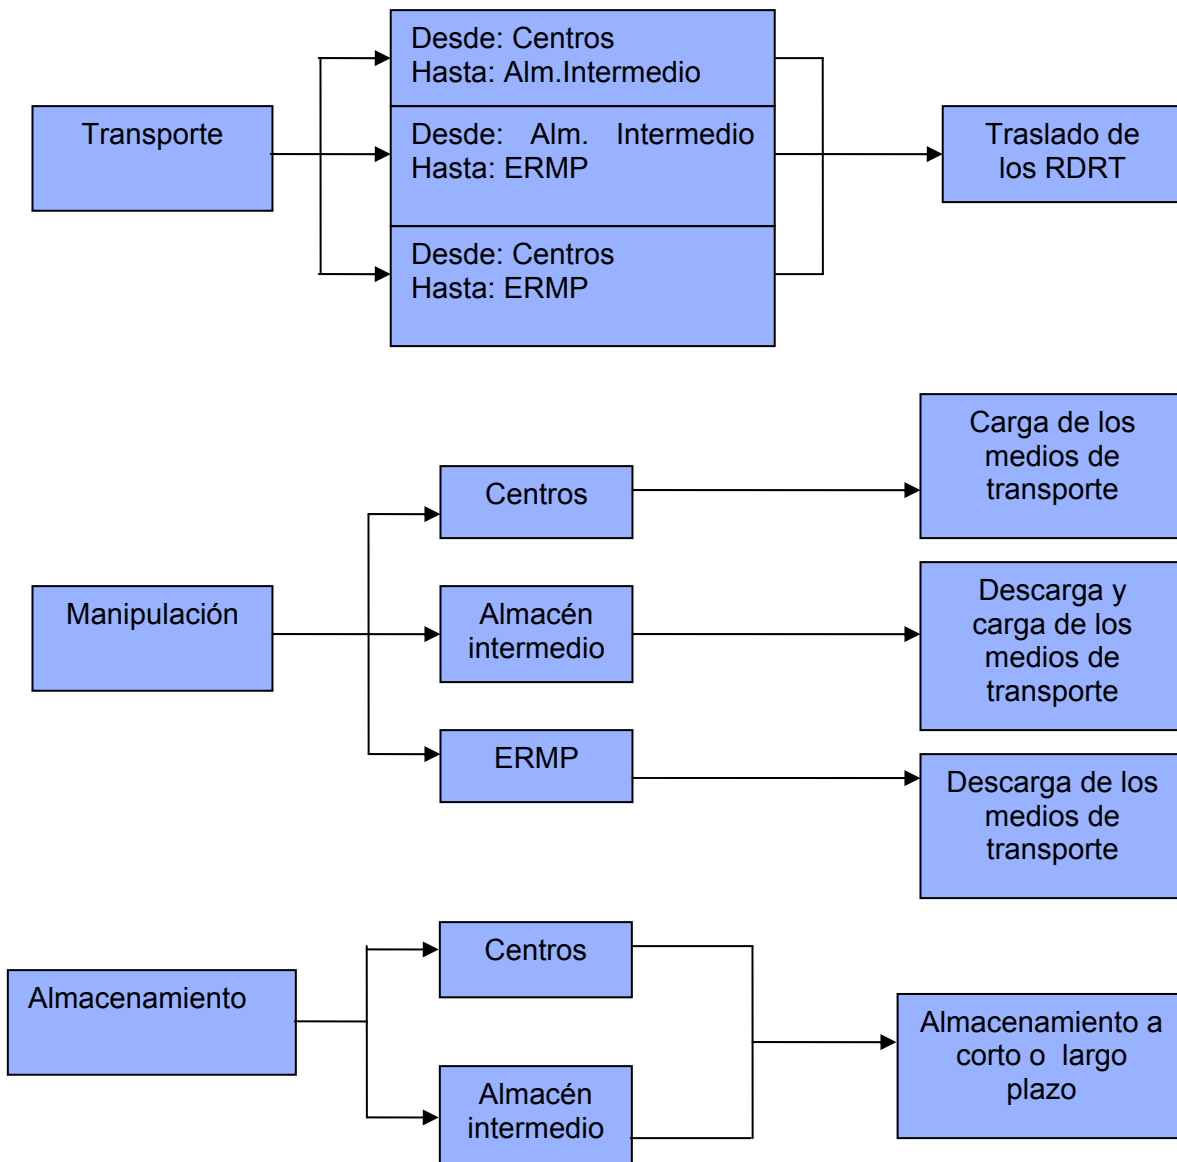 Desde: Centros
Hasta: Alm.Intermedio
Transporte
Desde: Alm. Intermedio
Hasta: ERMP
Traslado de
los RDRT
Desde: Centros
Hasta: ERMP
Carga de los
medios de
transporte
Centros
Manipulación
Almacén
intermedio
Descarga y
carga de los
medios de
transporte
ERMP
Descarga de los
medios de
transporte
Centros
Almacenamiento
Almacenamiento a
corto o largo
plazo
Almacén
intermedio